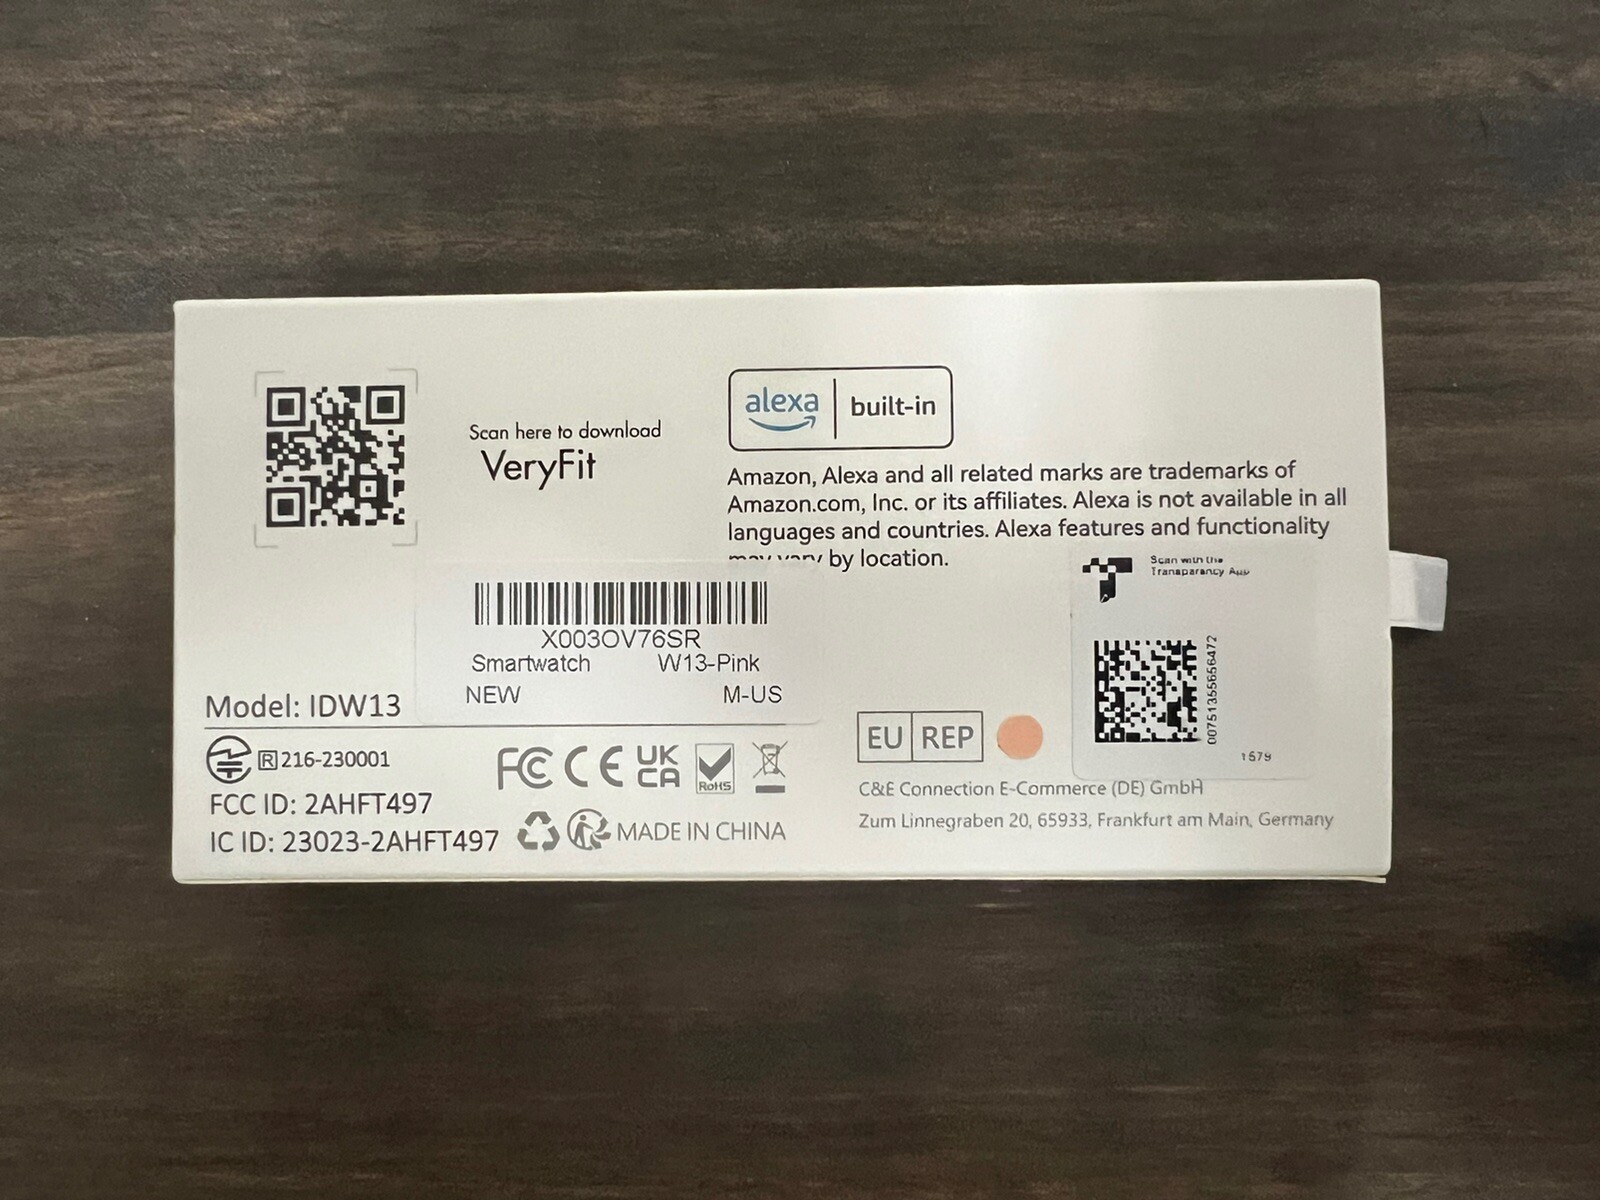 Scan here to download
VeryFit
alexa built-in
Amazon, Alexa and all related marks are trademarks of
Amazon.com, Inc. or its affiliates. Alexa is not available in all
languages and countries. Alexa features and functionality
may vary by location.
X003OV76SR
Smartwatch W13-Pink
NEW M-US
Model: IDW13
R 216-230001
FCC ID: 2AHFT497
IC ID: 23023-2AHFT497
FC CE UK
CA
RoHS
MADE IN CHINA
EU REP
C&E Connection E-Commerce (DE) GmbH
Zum Linnegraben 20, 65933, Frankfurt am Main, Germany
Scan with the
Transparency App
00751355656472
1579